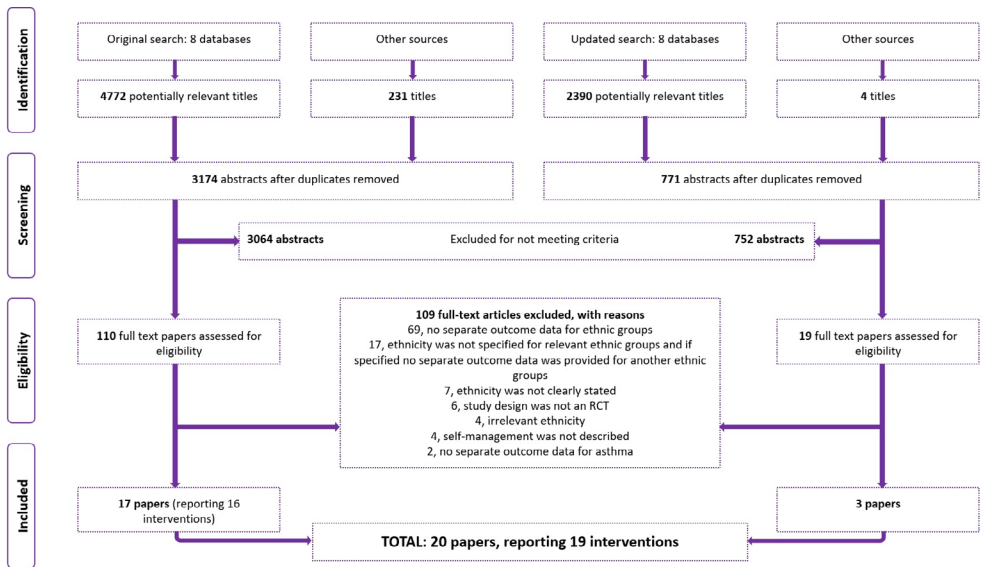 Identification
Original search: 8 databases
Other sources
Updated search: 8 databases
Other sources
4772 potentially relevant titles
231 titles
2390 potentially relevant titles
4 titles
Screening
3174 abstracts after duplicates removed
771 abstracts after duplicates removed
3064 abstracts
Excluded for not meeting criteria
752 abstracts
Eligibility
110 full text papers assessed for
eligibility
109 full-text articles excluded, with reasons
69, no separate outcome data for ethnic groups
17, ethnicity was not specified for relevant ethnic groups and if
specified no separate outcome data was provided for another ethnic
groups
7, ethnicity was not clearly stated
6, study design was not an RCT
4, irrelevant ethnicity
4, self-management was not described
2, no separate outcome data for asthma
19 full text papers assessed for
eligibility
Included
17 papers (reporting 16
interventions)
3 papers
TOTAL: 20 papers, reporting 19 interventions